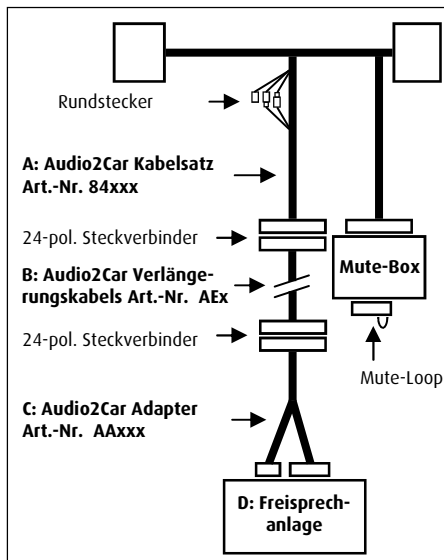 Rundstecker
A: Audio2Car Kabelsatz
Art.-Nr. 84xxx
24-pol. Steckverbinder
B: Audio2Car Verlänge-
rungskabels Art.-Nr. AEx
Mute-Box
24-pol. Steckverbinder
Mute-Loop
C: Audio2Car Adapter
Art.-Nr. AAxxx
D: Freisprech-
anlage